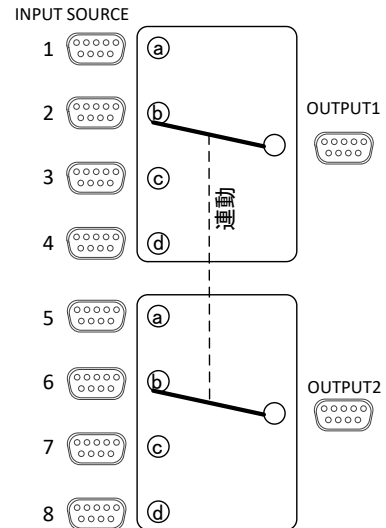 INPUT SOURCE
1 ⓐ
2 ⓑ
OUTPUT1
3 ⓒ
連動
4 ⓓ
5 ⓐ
6 ⓑ
OUTPUT2
7 ⓒ
8 ⓓ